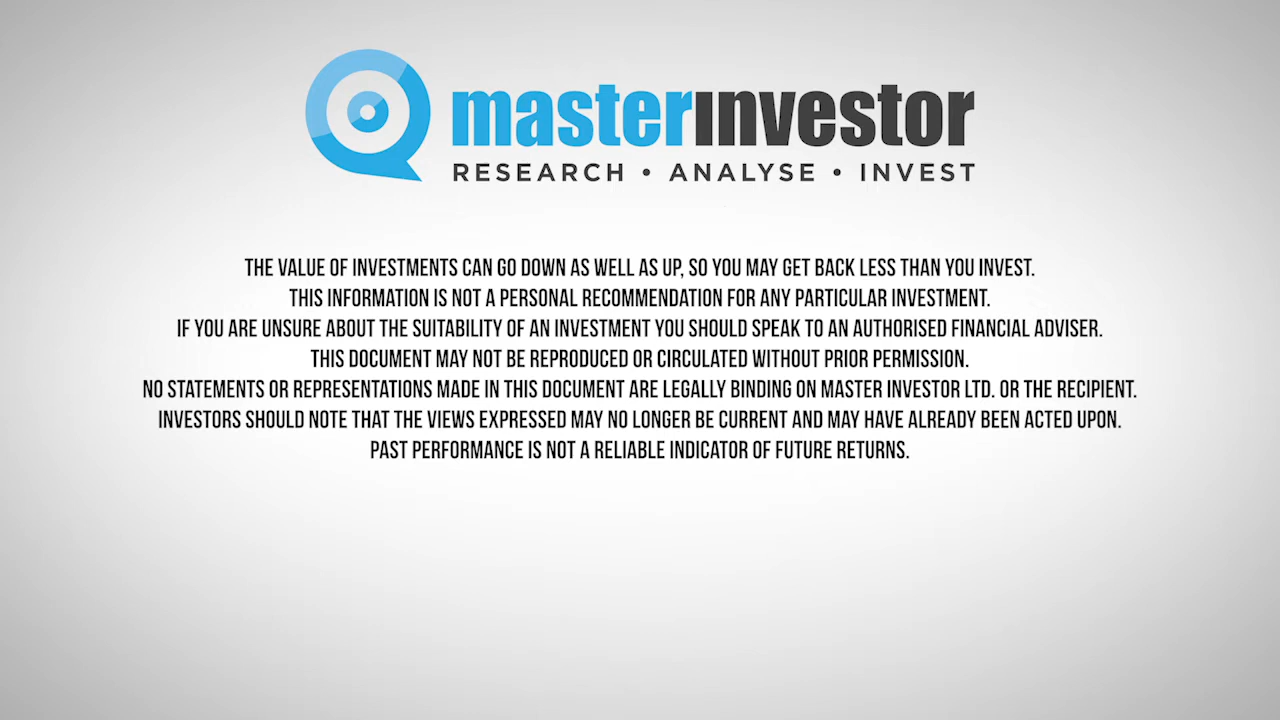 masterinvestor
RESEARCH • ANALYSE • INVEST
THE VALUE OF INVESTMENTS CAN GO DOWN AS WELL AS UP, SO YOU MAY GET BACK LESS THAN YOU INVEST.
THIS INFORMATION IS NOT A PERSONAL RECOMMENDATION FOR ANY PARTICULAR INVESTMENT.
IF YOU ARE UNSURE ABOUT THE SUITABILITY OF AN INVESTMENT YOU SHOULD SPEAK TO AN AUTHORISED FINANCIAL ADVISER.
THIS DOCUMENT MAY NOT BE REPRODUCED OR CIRCULATED WITHOUT PRIOR PERMISSION.
NO STATEMENTS OR REPRESENTATIONS MADE IN THIS DOCUMENT ARE LEGALLY BINDING ON MASTER INVESTOR LTD. OR THE RECIPIENT.
INVESTORS SHOULD NOTE THAT THE VIEWS EXPRESSED MAY NO LONGER BE CURRENT AND MAY HAVE ALREADY BEEN ACTED UPON.
PAST PERFORMANCE IS NOT A RELIABLE INDICATOR OF FUTURE RETURNS.